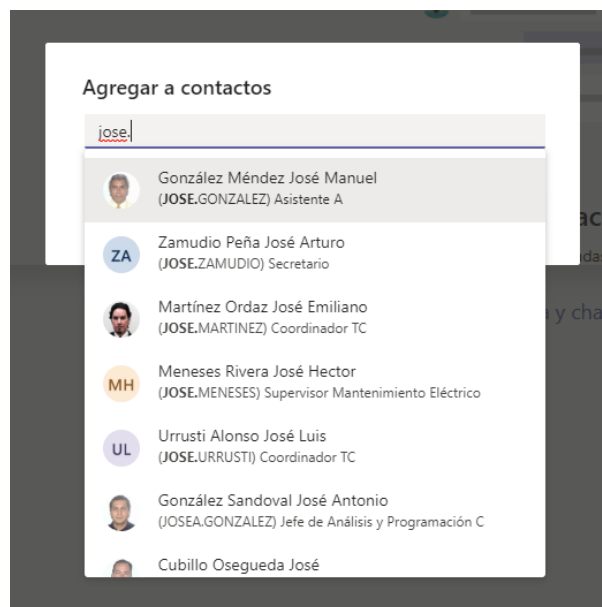 Agregar a contactos
jose.
González Méndez José Manuel
(JOSE.GONZALEZ) Asistente A
ZA
Zamudio Peña José Arturo
(JOSE.ZAMUDIO) Secretario
Martínez Ordaz José Emiliano
(JOSE.MARTINEZ) Coordinador TC
MH
Meneses Rivera José Hector
(JOSE.MENESES) Supervisor Mantenimiento Eléctrico
UL
Urrusti Alonso José Luis
(JOSE.URRUSTI) Coordinador TC
González Sandoval José Antonio
(JOSEA.GONZALEZ) Jefe de Análisis y Programación C
Cubillo Osegueda José
y cha